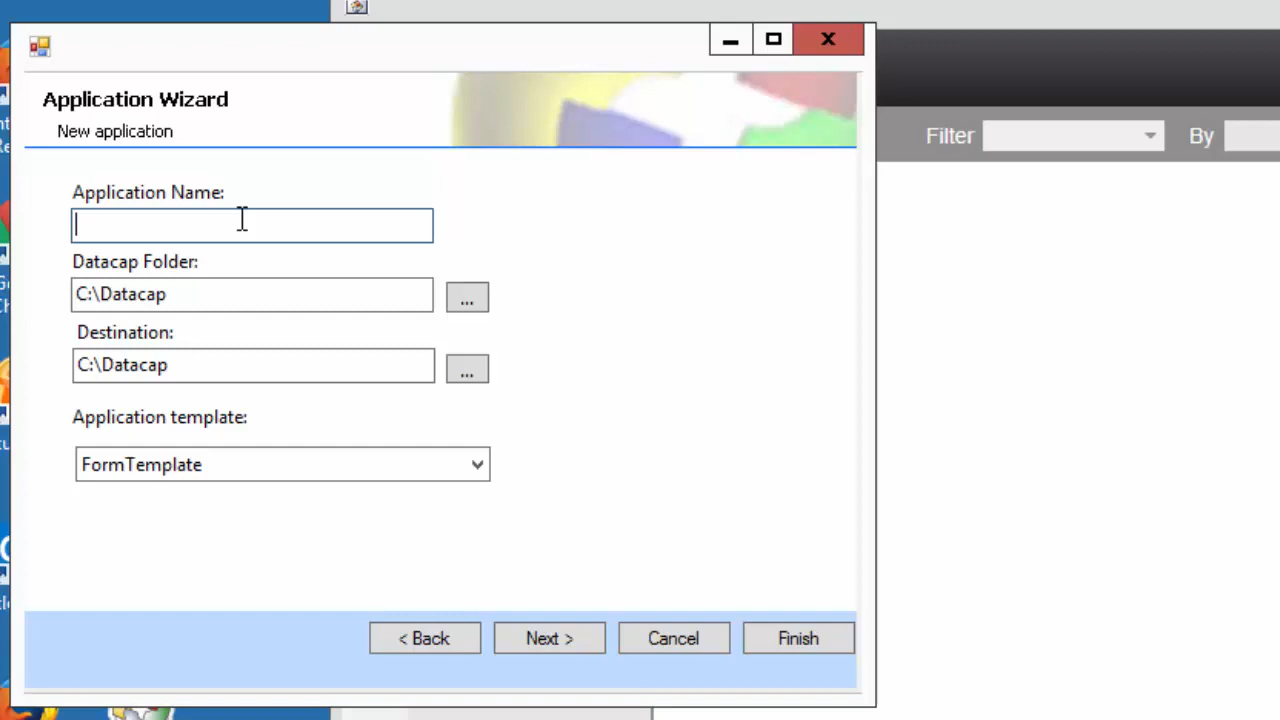 Application Wizard
New application
Filter
By
Application Name:
Datacap Folder:
C:\Datacap
...
Destination:
C:\Datacap
...
Application template:
FormTemplate
< Back
Next >
Cancel
Finish